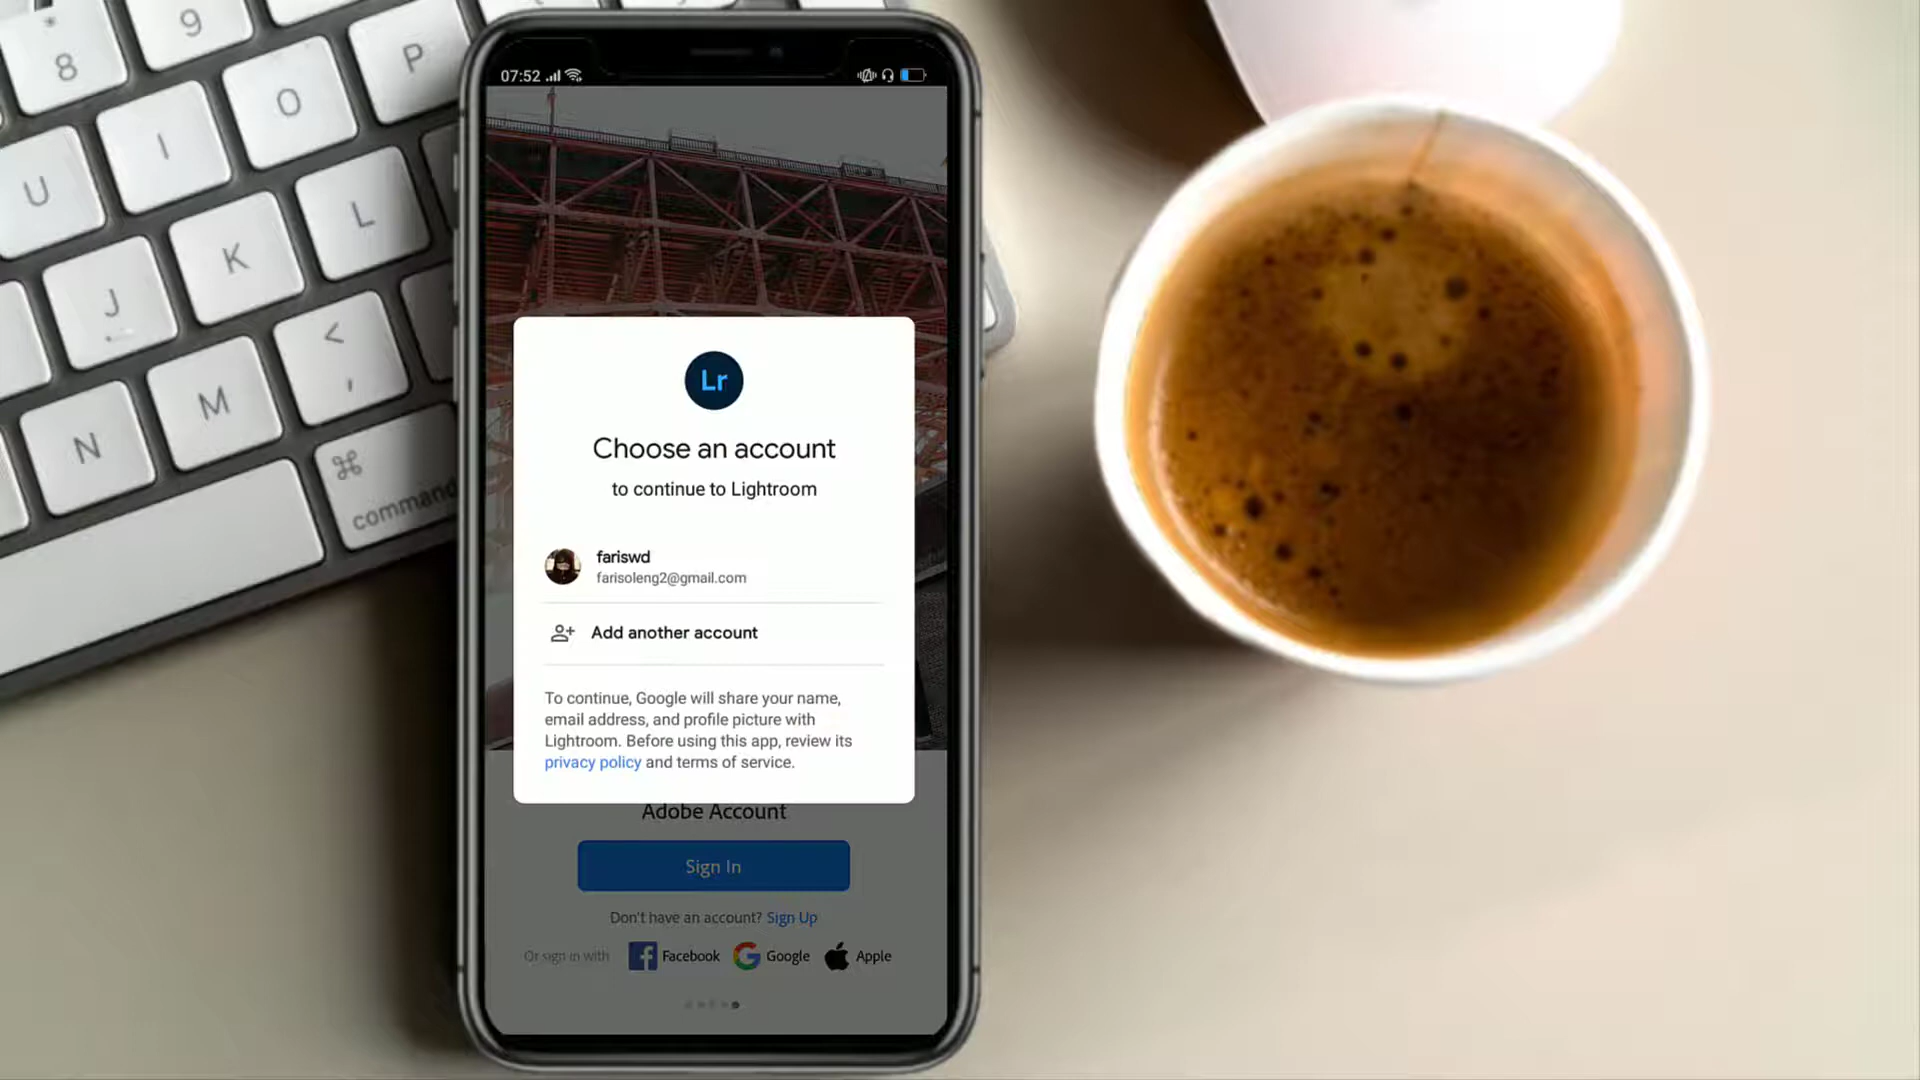 *
8
9
P
O
I
U
L
K
J
<
,
M
N
⌘
command
07:52
Lr
Choose an account
to continue to Lightroom
fariswd
farisoleng2@gmail.com
Add another account
To continue, Google will share your name,
email address, and profile picture with
Lightroom. Before using this app, review its
privacy policy and terms of service.
Adobe Account
Sign In
Don't have an account? Sign Up
Or sign in with Facebook Google Apple